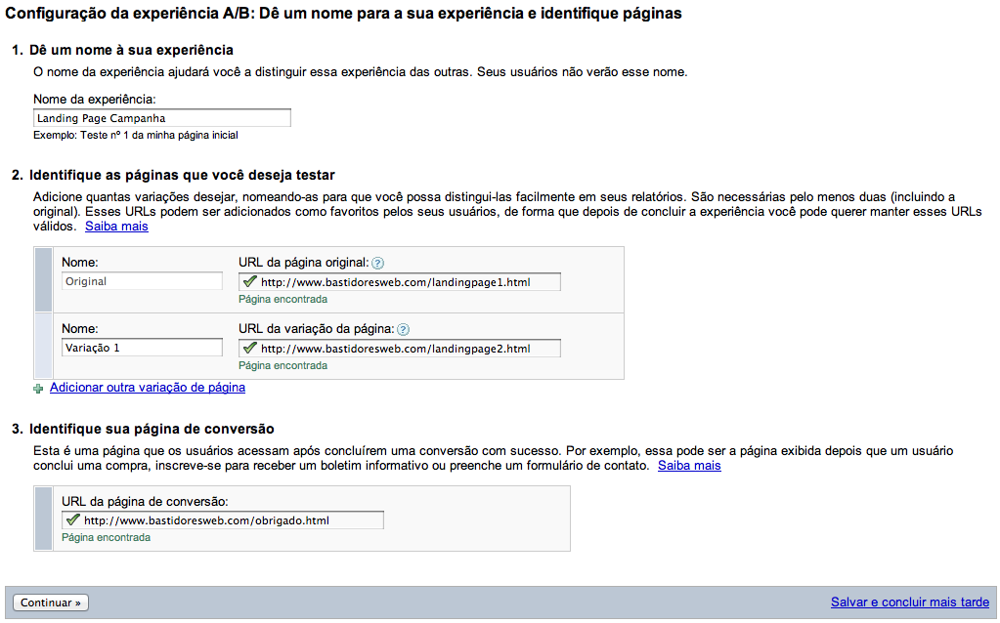 Configuração da experiência A/B: Dê um nome para a sua experiência e identifique páginas
1. Dê um nome à sua experiência
O nome da experiência ajudará você a distinguir essa experiência das outras. Seus usuários não verão esse nome.
Nome da experiência:
Landing Page Campanha
Exemplo: Teste nº 1 da minha página inicial
2. Identifique as páginas que você deseja testar
Adicione quantas variações desejar, nomeando-as para que você possa distingui-las facilmente em seus relatórios. São necessárias pelo menos duas (incluindo a
original). Esses URLs podem ser adicionados como favoritos pelos seus usuários, de forma que depois de concluir a experiência você pode querer manter esses URLs
válidos. Saiba mais
Nome: URL da página original: ?
Original http://www.bastidoresweb.com/landingpage1.html
Página encontrada
Nome: URL da variação da página: ?
Variação 1 http://www.bastidoresweb.com/landingpage2.html
Página encontrada
Adicionar outra variação de página
3. Identifique sua página de conversão
Esta é uma página que os usuários acessam após concluírem uma conversão com sucesso. Por exemplo, essa pode ser a página exibida depois que um usuário
conclui uma compra, inscreve-se para receber um boletim informativo ou preenche um formulário de contato. Saiba mais
URL da página de conversão:
http://www.bastidoresweb.com/obrigado.html
Página encontrada
Continuar » Salvar e concluir mais tarde